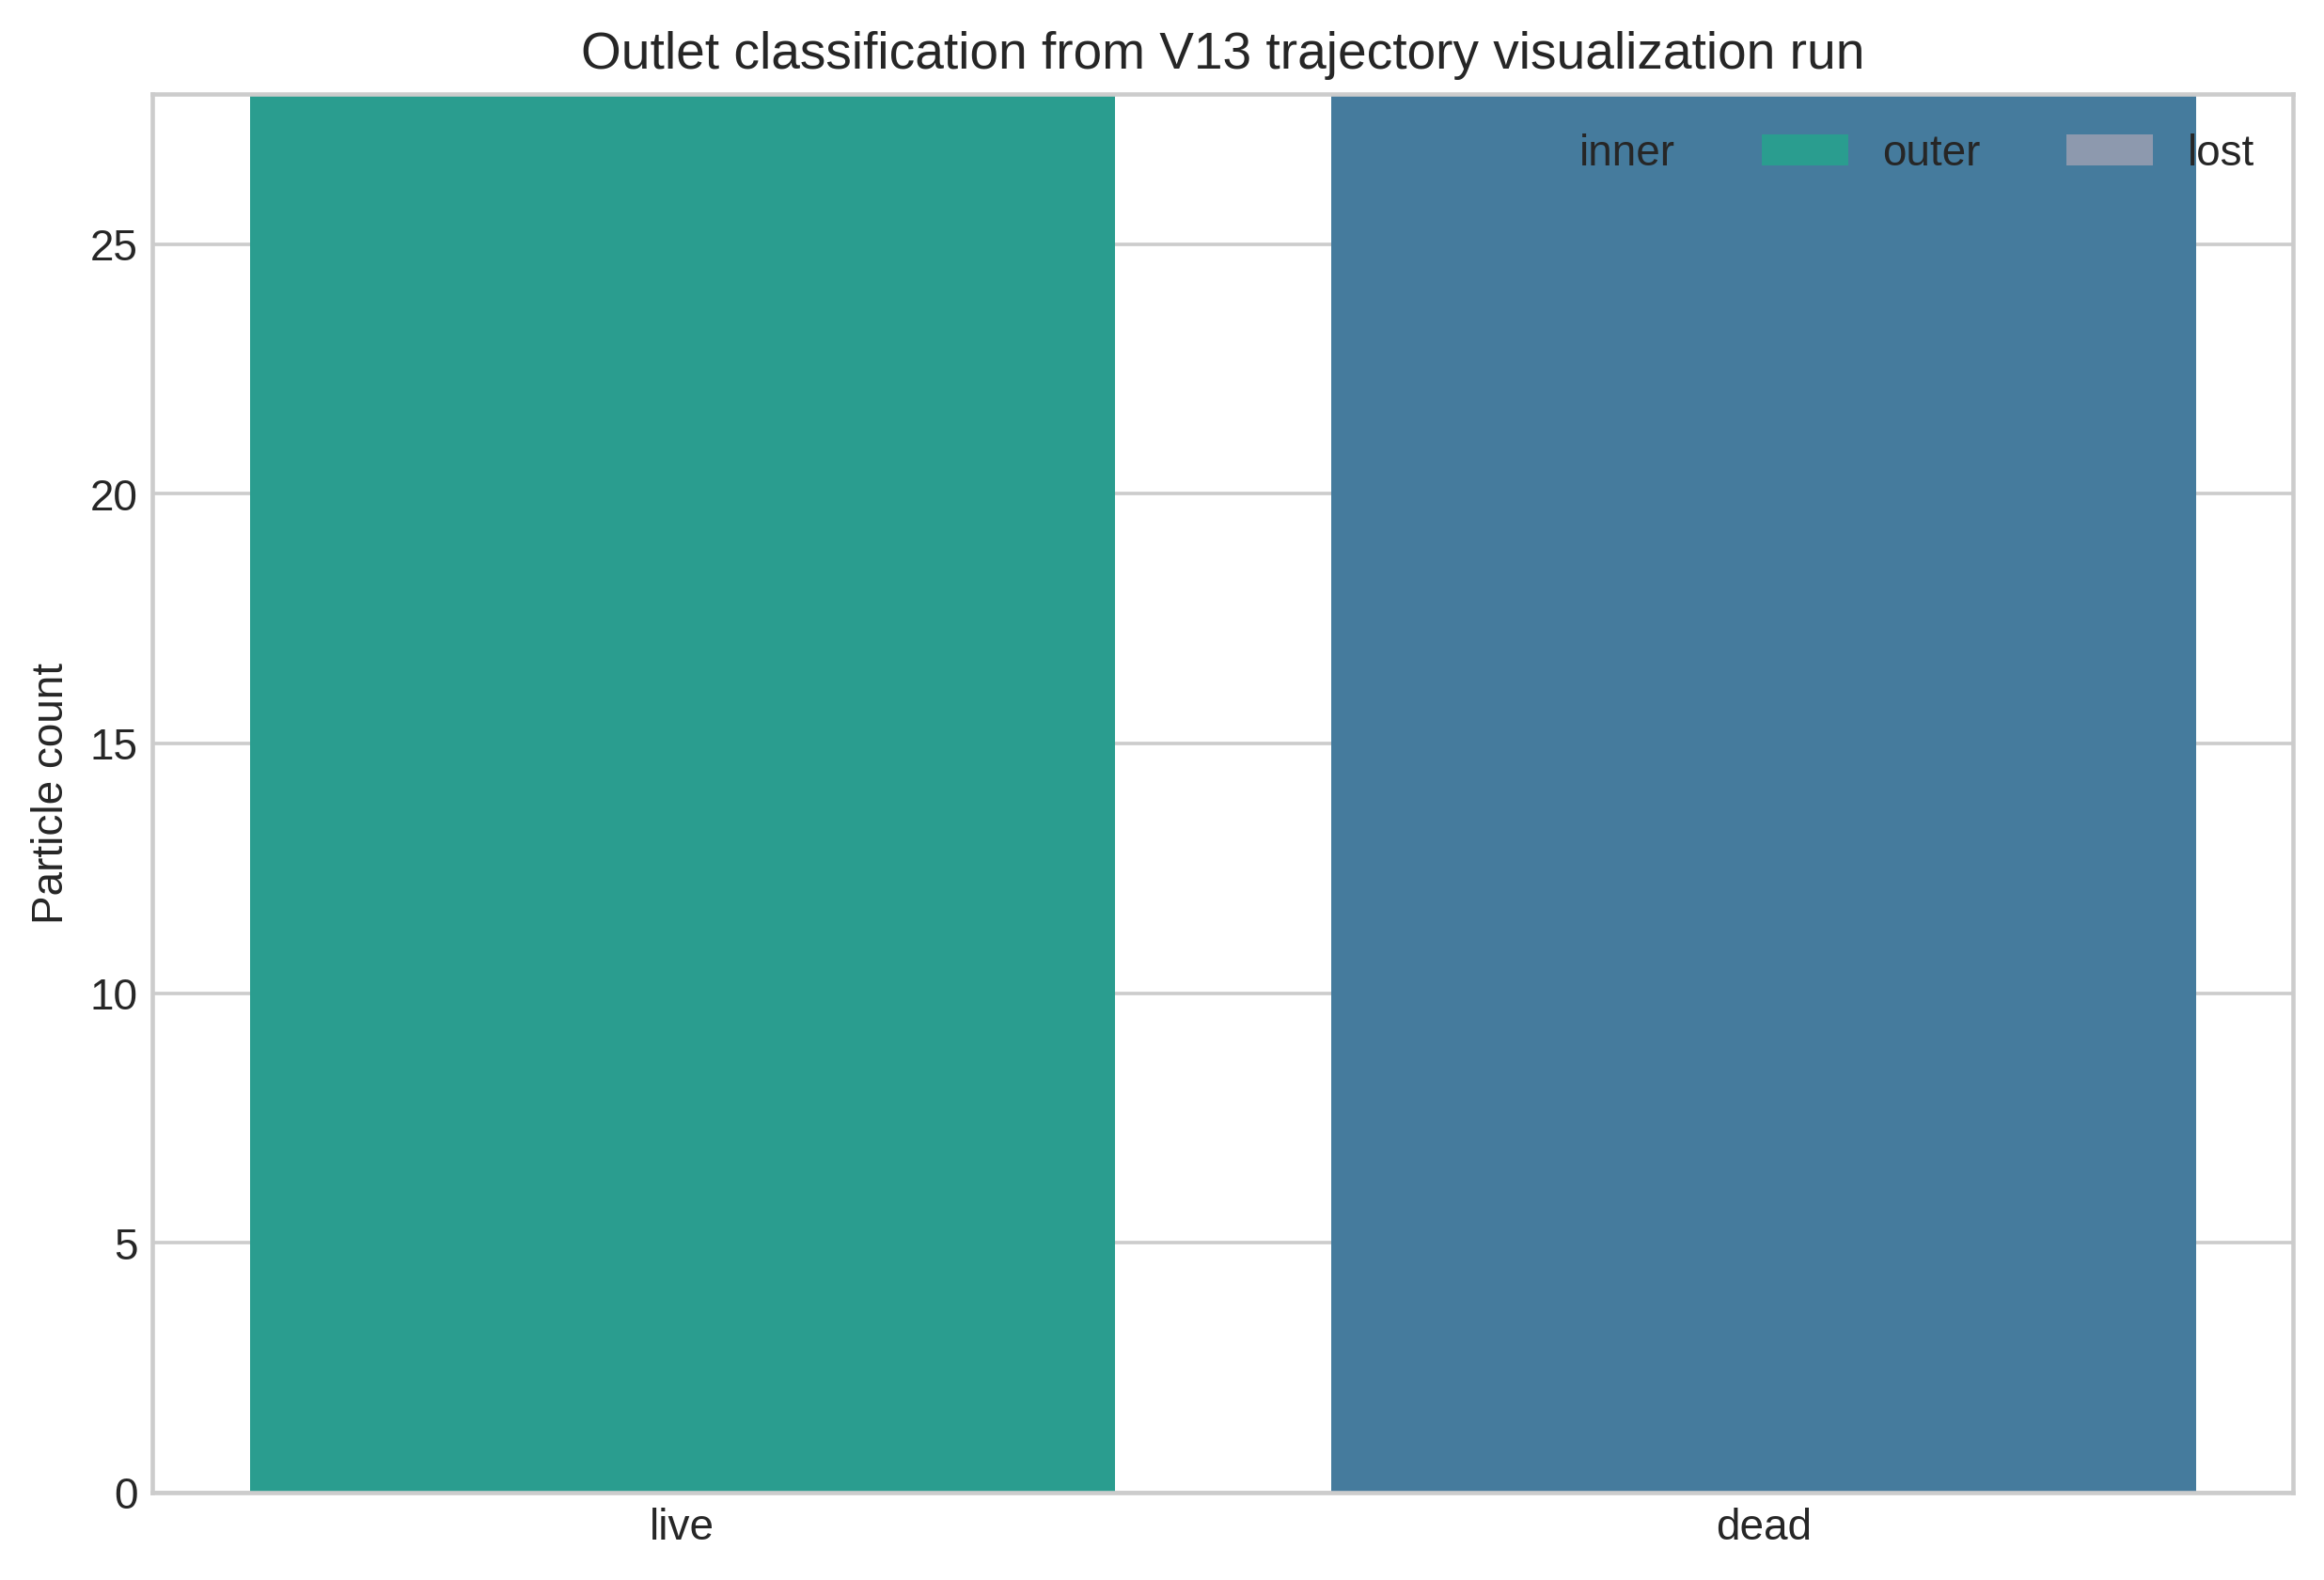 Outlet classification from V13 trajectory visualization run
inner outer lost
Particle count
25
20
15
10
5
0
live dead